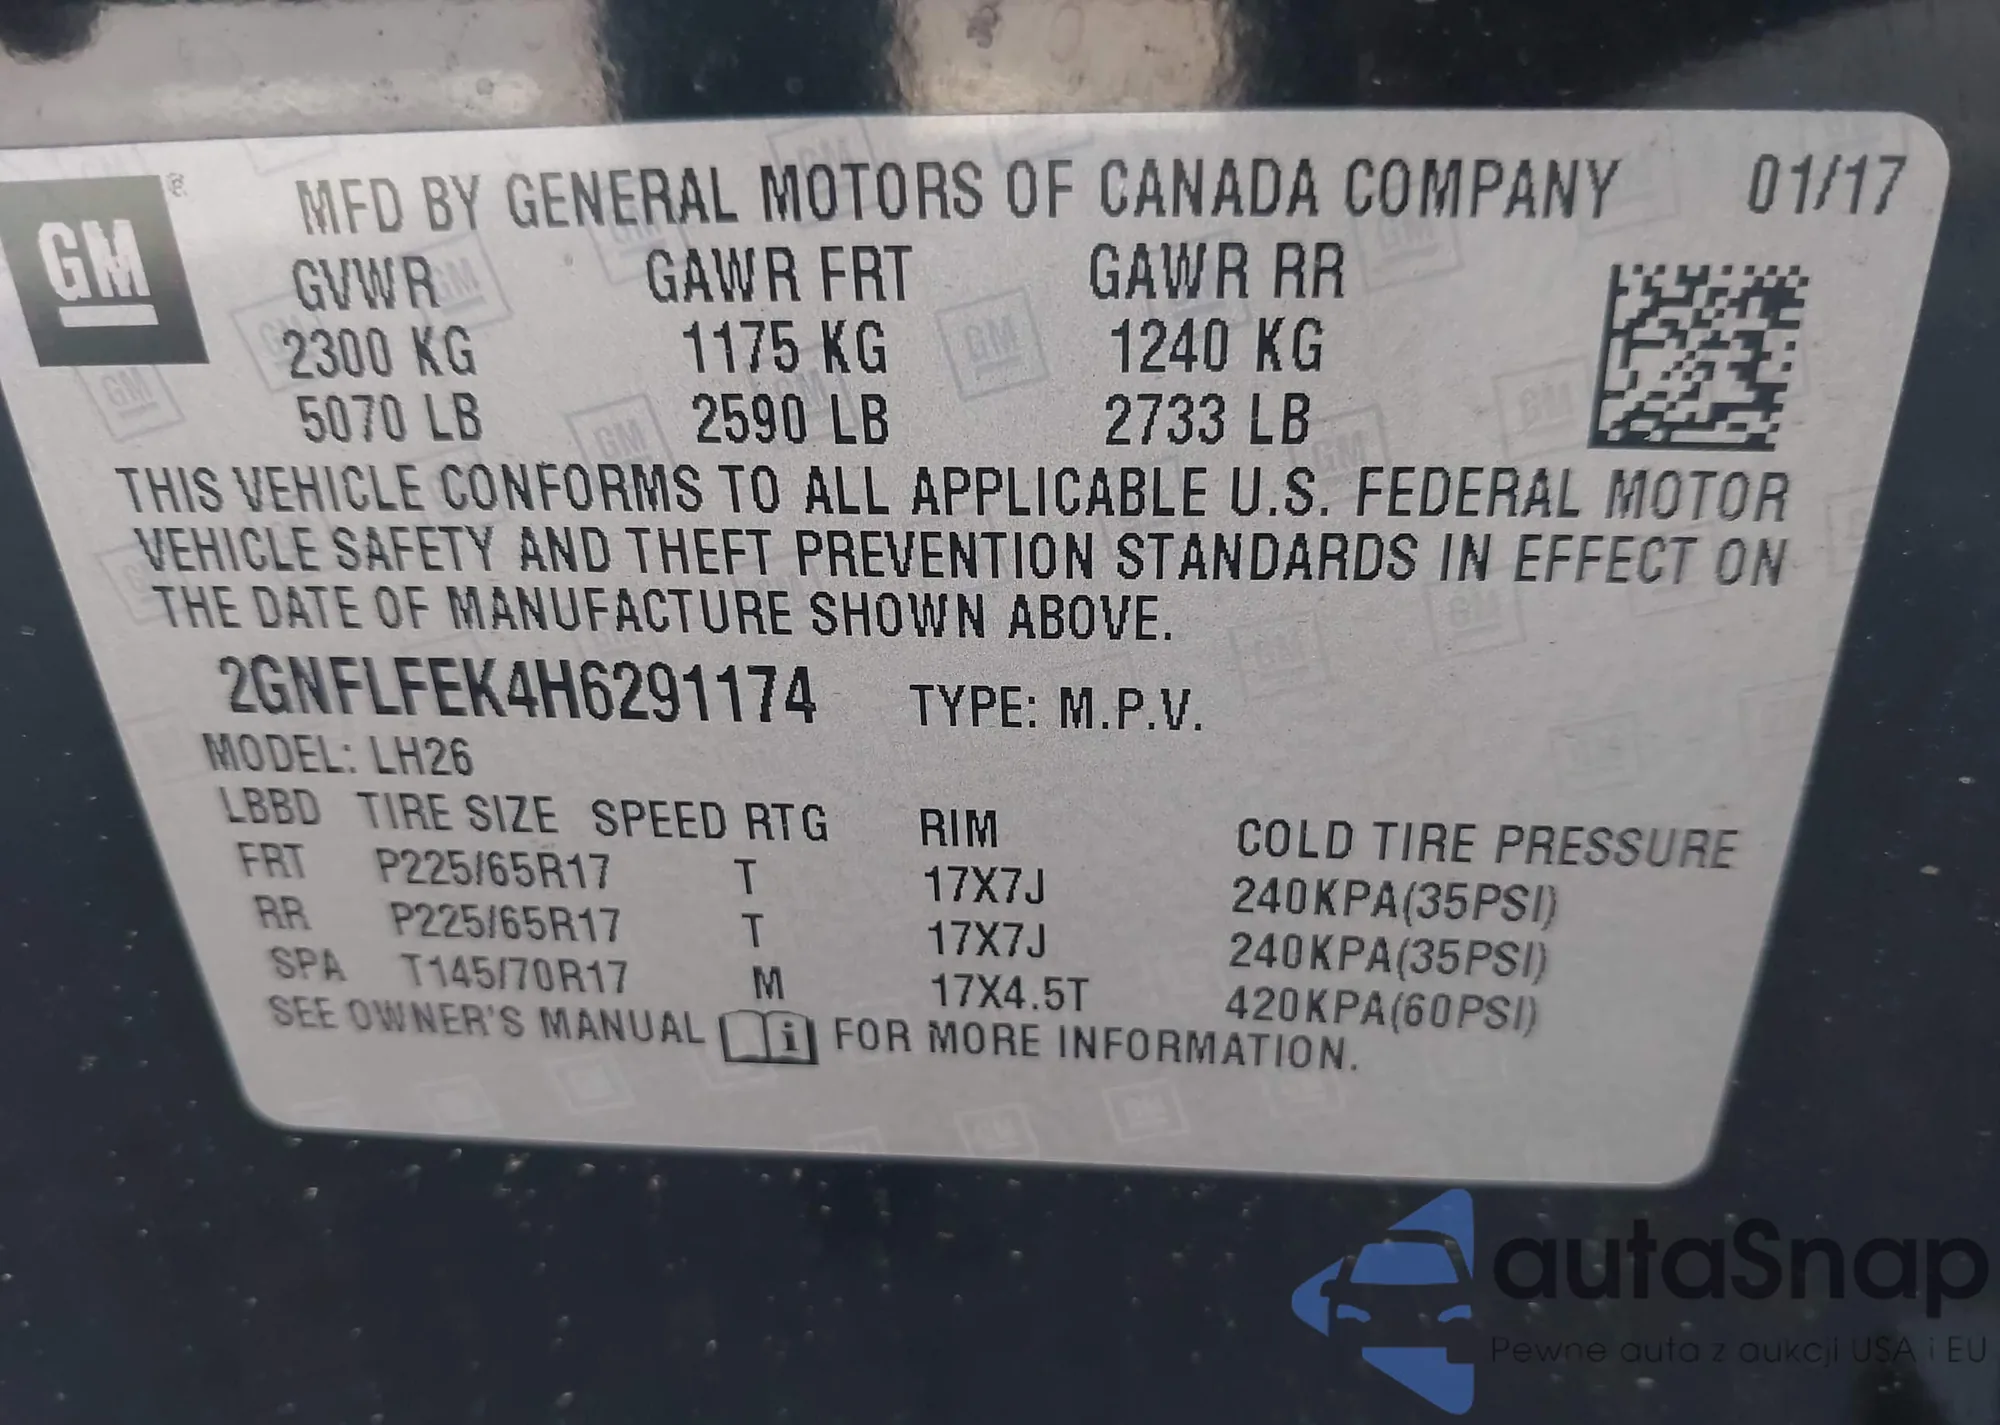 GM
MFD BY GENERAL MOTORS OF CANADA COMPANY 01/17
GVWR GAWR FRT GAWR RR
2300 KG 1175 KG 1240 KG
5070 LB 2590 LB 2733 LB
THIS VEHICLE CONFORMS TO ALL APPLICABLE U.S. FEDERAL MOTOR
VEHICLE SAFETY AND THEFT PREVENTION STANDARDS IN EFFECT ON
THE DATE OF MANUFACTURE SHOWN ABOVE.
2GNFLFEK4H6291174 TYPE: M.P.V.
MODEL: LH26
LBBD TIRE SIZE SPEED RTG RIM COLD TIRE PRESSURE
FRT P225/65R17 T 17X7J 240KPA(35PSI)
RR P225/65R17 T 17X7J 240KPA(35PSI)
SPA T145/70R17 M 17X4.5T 420KPA(60PSI)
SEE OWNER'S MANUAL i FOR MORE INFORMATION.
autaSnap
Pewne auta z aukcji USA i EU